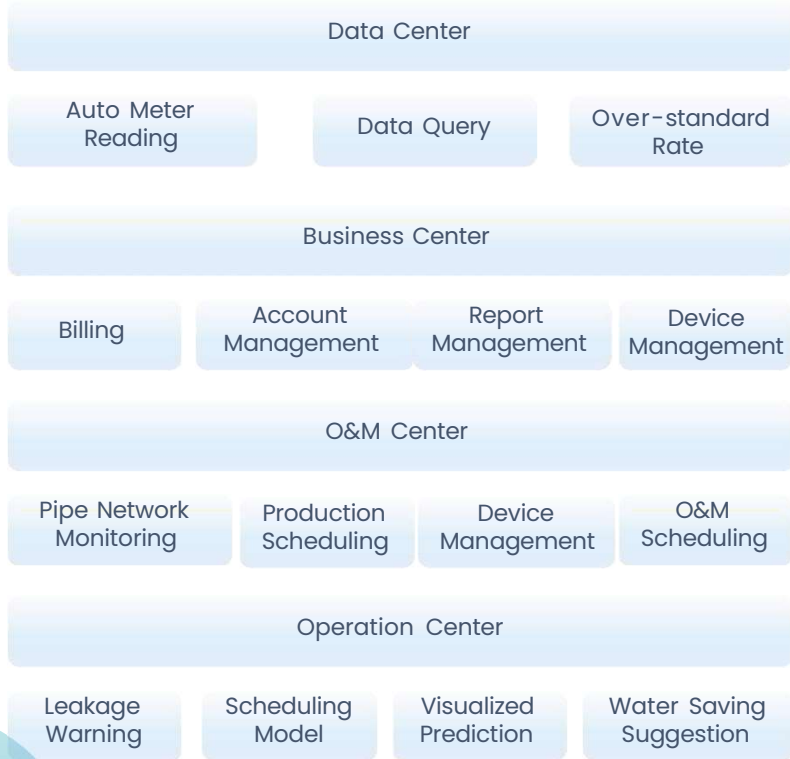 Data Center
Auto Meter
Reading
Data Query
Over-standard
Rate
Business Center
Billing
Account
Management
Report
Management
Device
Management
O&M Center
Pipe Network
Monitoring
Production
Scheduling
Device
Management
O&M
Scheduling
Operation Center
Leakage
Warning
Scheduling
Model
Visualized
Prediction
Water Saving
Suggestion